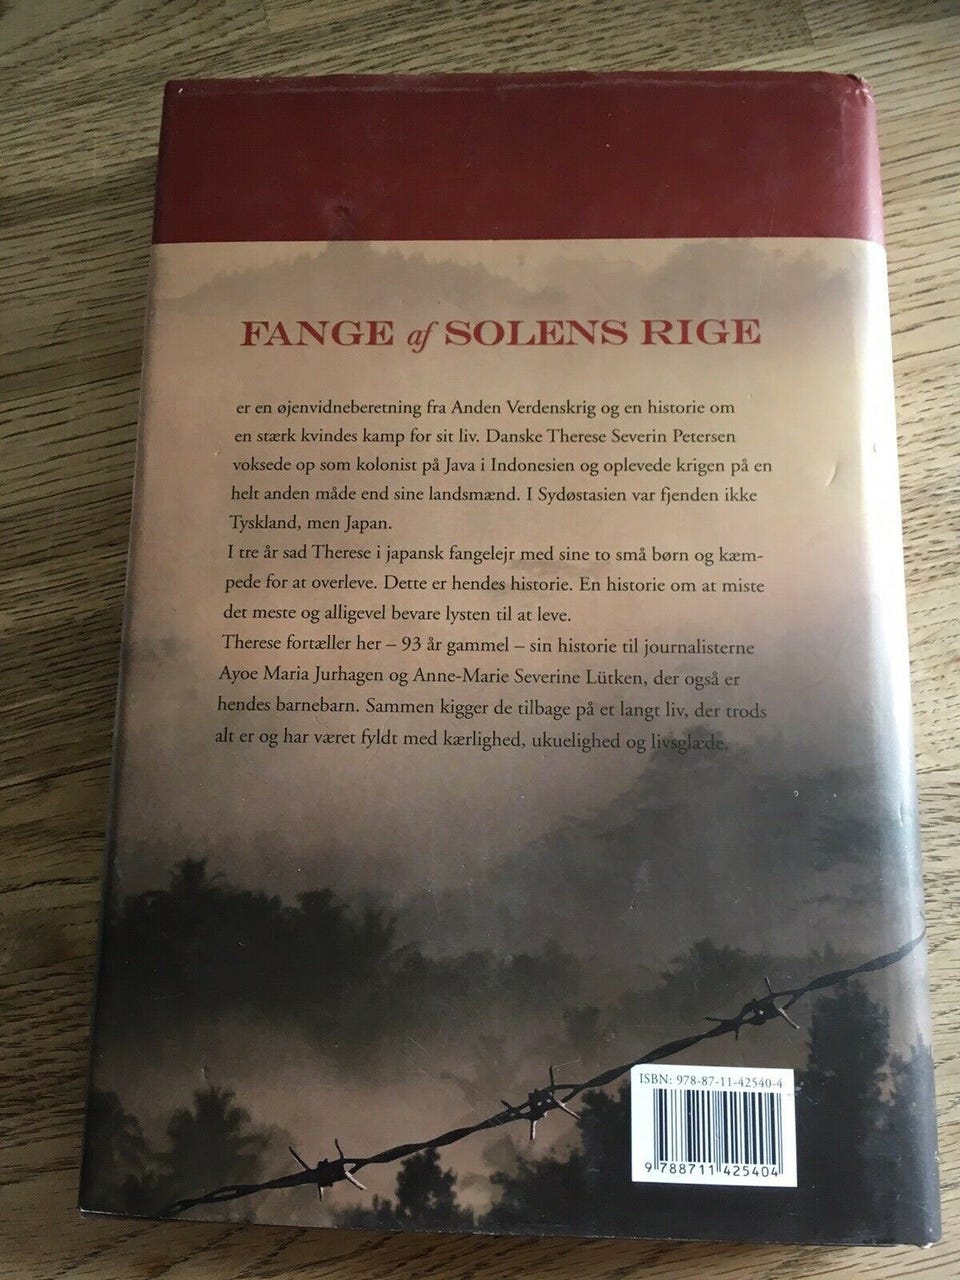 FANGE af SOLENS RIGE
er en øjenvidneberetning fra Anden Verdenskrig og en historie om
en stærk kvindes kamp for sit liv. Danske Therese Severin Petersen
voksede op som kolonist på Java i Indonesien og oplevede krigen på en
helt anden måde end sine landsmænd. I Sydøstasien var fjenden ikke
Tyskland, men Japan.
I tre år sad Therese i japansk fangelejr med sine to små børn og kæm-
pede for at overleve. Dette er hendes historie. En historie om at miste
det meste og alligevel bevare lysten til at leve.
Therese fortæller her – 93 år gammel – sin historie til journalisterne
Ayoe Maria Jurhagen og Anne-Marie Severine Lütken, der også er
hendes barnebarn. Sammen kigger de tilbage på et langt liv, der trods
alt er og har været fyldt med kærlighed, ukuelighed og livsglæde.
ISBN: 978-87-11-42540-4
9 788711 425404